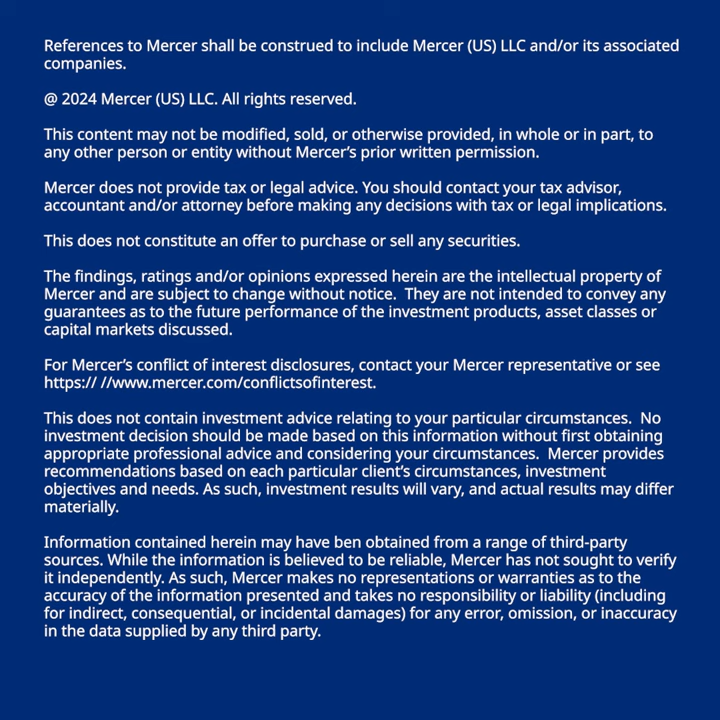 References to Mercer shall be construed to include Mercer (US) LLC and/or its associated
companies.
@ 2024 Mercer (US) LLC. All rights reserved.
This content may not be modified, sold, or otherwise provided, in whole or in part, to
any other person or entity without Mercer’s prior written permission.
Mercer does not provide tax or legal advice. You should contact your tax advisor,
accountant and/or attorney before making any decisions with tax or legal implications.
This does not constitute an offer to purchase or sell any securities.
The findings, ratings and/or opinions expressed herein are the intellectual property of
Mercer and are subject to change without notice.  They are not intended to convey any
guarantees as to the future performance of the investment products, asset classes or
capital markets discussed.
For Mercer’s conflict of interest disclosures, contact your Mercer representative or see
https:// //www.mercer.com/conflictsofinterest.
This does not contain investment advice relating to your particular circumstances.  No
investment decision should be made based on this information without first obtaining
appropriate professional advice and considering your circumstances.  Mercer provides
recommendations based on each particular client’s circumstances, investment
objectives and needs. As such, investment results will vary, and actual results may differ
materially.
Information contained herein may have ben obtained from a range of third-party
sources. While the information is believed to be reliable, Mercer has not sought to verify
it independently. As such, Mercer makes no representations or warranties as to the
accuracy of the information presented and takes no responsibility or liability (including
for indirect, consequential, or incidental damages) for any error, omission, or inaccuracy
in the data supplied by any third party.